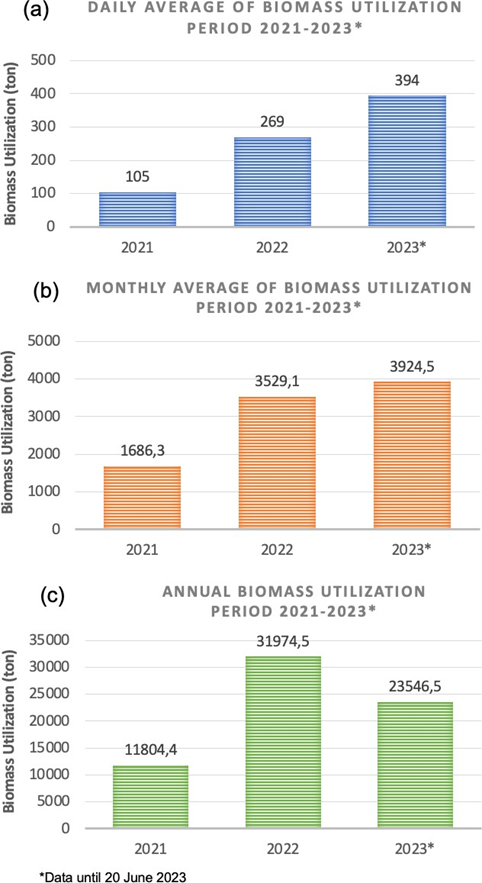 (a) DAILY AVERAGE OF BIOMASS UTILIZATION
PERIOD 2021-2023*
Biomass Utilization (ton)
500
400
300
200
100
0
105
269
394
2021 2022 2023*
(b) MONTHLY AVERAGE OF BIOMASS UTILIZATION
PERIOD 2021-2023*
Biomass Utilization (ton)
5000
4000
3000
2000
1000
0
1686,3
3529,1
3924,5
2021 2022 2023*
(c) ANNUAL BIOMASS UTILIZATION
PERIOD 2021-2023*
Biomass Utilization (ton)
35000
30000
25000
20000
15000
10000
5000
0
11804,4
31974,5
23546,5
2021 2022 2023*
*Data until 20 June 2023